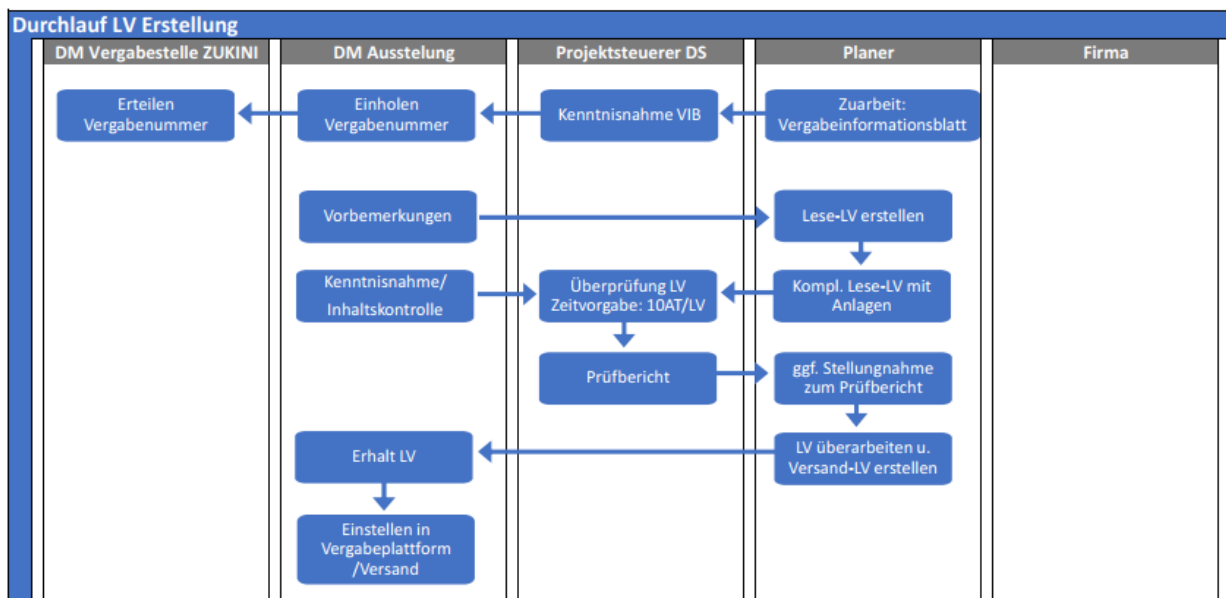 Durchlauf LV Erstellung
DM Vergabestelle ZUKINI
DM Ausstelung
Projektsteuerer DS
Planer
Firma
Erteilen
Vergabenummer
Einholen
Vergabenummer
Kenntnisnahme VIB
Zuarbeit:
Vergabeinformationsblatt
Vorbemerkungen
Lese-LV erstellen
Kenntnisnahme/
Inhaltskontrolle
Überprüfung LV
Zeitvorgabe: 10AT/LV
Kompl. Lese-LV mit
Anlagen
Prüfbericht
ggf. Stellungnahme
zum Prüfbericht
Erhalt LV
LV überarbeiten u.
Versand-LV erstellen
Einstellen in
Vergabeplattform
/Versand